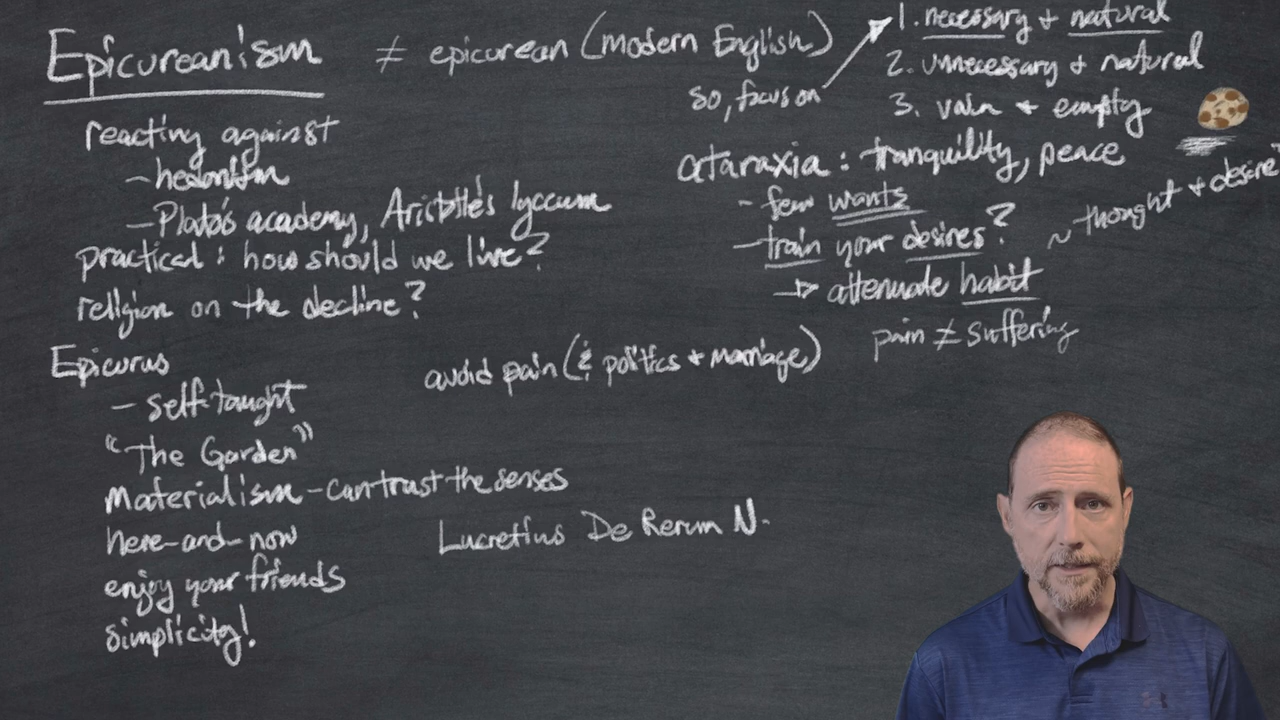 Epicureanism ≠ epicurean (modern English)
reacting against
- hedonism
- Plato's academy, Aristotle's lyceum
practical : how should we live?
religion on the decline?
Epicurus
- self-taught
"The Garden"
Materialism - can trust the senses
here-and-now
enjoy your friends
simplicity!
avoid pain (& politics + marriage)
Lucretius De Rerum N.
so, focus on
1. necessary + natural
2. unnecessary + natural
3. vain + empty
ataraxia : tranquility, peace
- few wants
- train your desires?
~ thought + desire?
→ attenuate habit
pain ≠ suffering